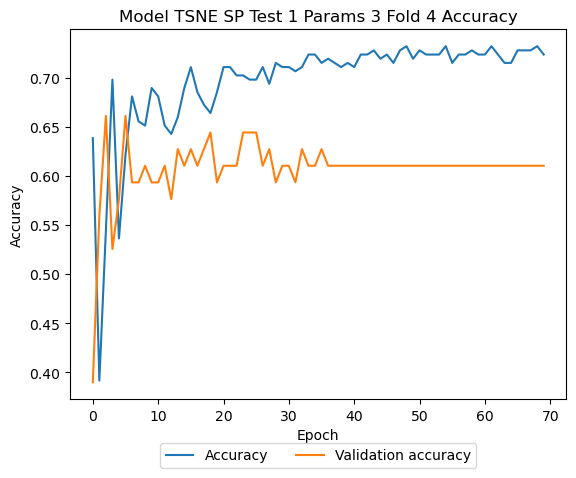 Model TSNE SP Test 1 Params 3 Fold 4 Accuracy
Accuracy
0.70
0.65
0.60
0.55
0.50
0.45
0.40
0 10 20 30 40 50 60 70
Epoch
Accuracy Validation accuracy